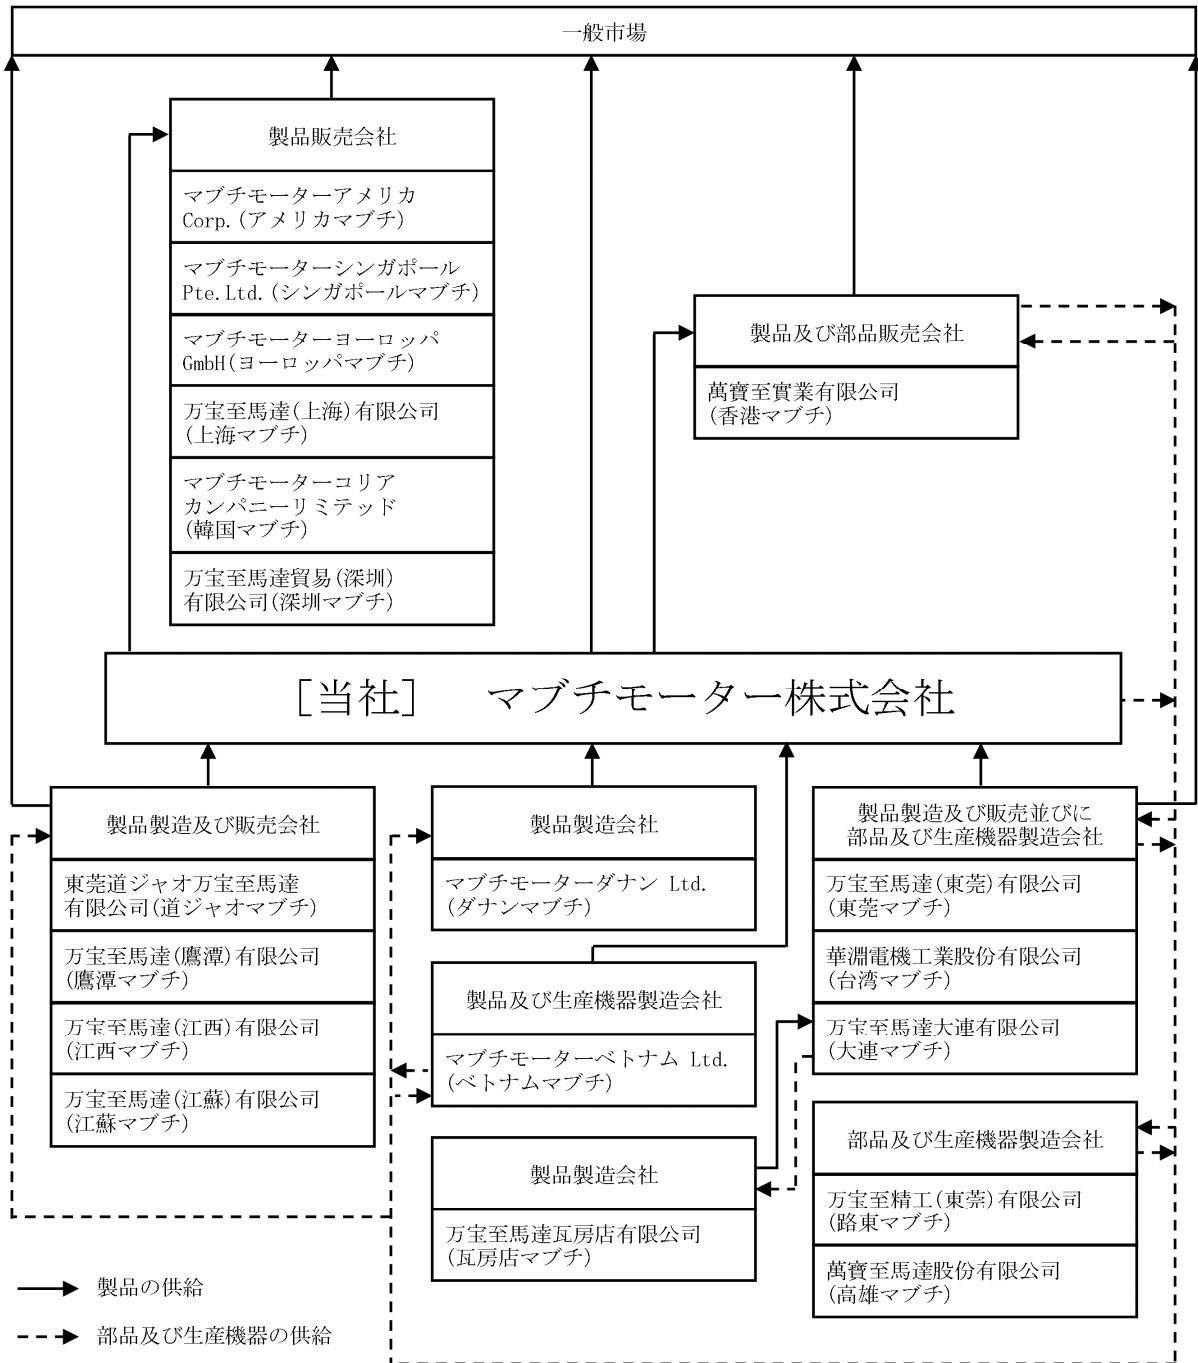 一般市場
製品販売会社
マブチモーターアメリカ
Corp.(アメリカマブチ)
マブチモーターシンガポール
Pte.Ltd.(シンガポールマブチ)
マブチモーターヨーロッパ
GmbH(ヨーロッパマブチ)
万宝至馬達(上海)有限公司
(上海マブチ)
マブチモーターコリア
カンパニーリミテッド
(韓国マブチ)
万宝至馬達貿易(深圳)
有限公司(深圳マブチ)
製品及び部品販売会社
萬寶至實業有限公司
(香港マブチ)
[当社] マブチモーター株式会社
製品製造及び販売会社
東莞道ジャオ万宝至馬達
有限公司(道ジャオマブチ)
万宝至馬達(鷹潭)有限公司
(鷹潭マブチ)
万宝至馬達(江西)有限公司
(江西マブチ)
万宝至馬達(江蘇)有限公司
(江蘇マブチ)
製品製造会社
マブチモーターダナン Ltd.
(ダナンマブチ)
製品及び生産機器製造会社
マブチモーターベトナム Ltd.
(ベトナムマブチ)
製品製造会社
万宝至馬達瓦房店有限公司
(瓦房店マブチ)
製品製造及び販売並びに
部品及び生産機器製造会社
万宝至馬達(東莞)有限公司
(東莞マブチ)
華淵電機工業股份有限公司
(台湾マブチ)
万宝至馬達大連有限公司
(大連マブチ)
部品及び生産機器製造会社
万宝至精工(東莞)有限公司
(路東マブチ)
萬寶至馬達股份有限公司
(高雄マブチ)
製品の供給
部品及び生産機器の供給